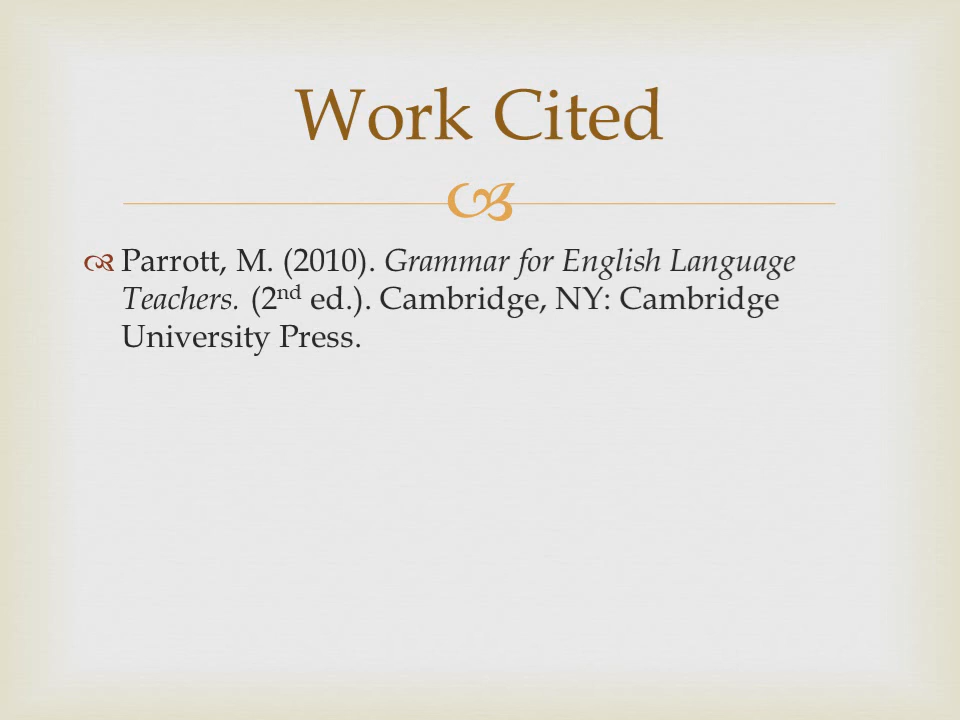 Work Cited
Parrott, M. (2010). Grammar for English Language
Teachers. (2nd ed.). Cambridge, NY: Cambridge
University Press.